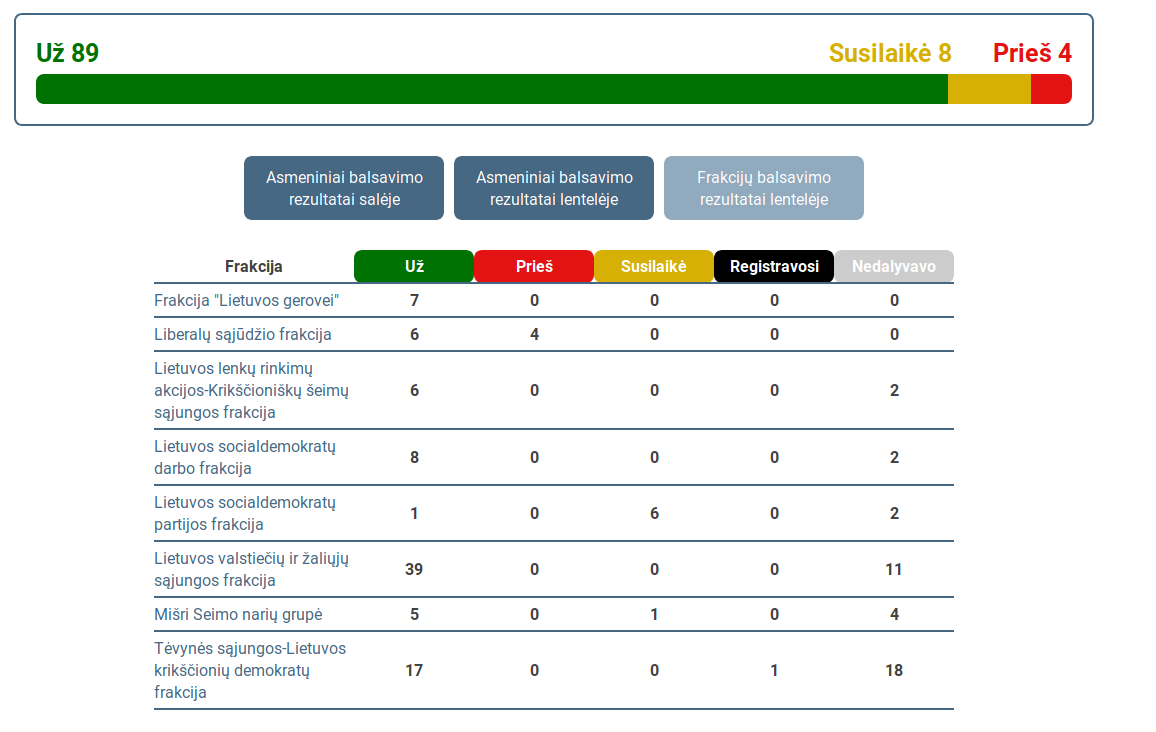 Už 89 Susilaikė 8 Prieš 4
Asmeniniai balsavimo
rezultatai salėje
Asmeniniai balsavimo
rezultatai lentelėje
Frakcijų balsavimo
rezultatai lentelėje
Frakcija Už Prieš Susilaikė Registravosi Nedalyvavo
Frakcija "Lietuvos gerovei" 7 0 0 0 0
Liberalų sąjūdžio frakcija 6 4 0 0 0
Lietuvos lenkų rinkimų
akcijos-Krikščioniškų šeimų 6 0 0 0 2
sąjungos frakcija
Lietuvos socialdemokratų
darbo frakcija 8 0 0 0 2
Lietuvos socialdemokratų
partijos frakcija 1 0 6 0 2
Lietuvos valstiečių ir žaliųjų
sąjungos frakcija 39 0 0 0 11
Mišri Seimo narių grupė 5 0 1 0 4
Tėvynės sąjungos-Lietuvos
krikščionių demokratų 17 0 0 1 18
frakcija